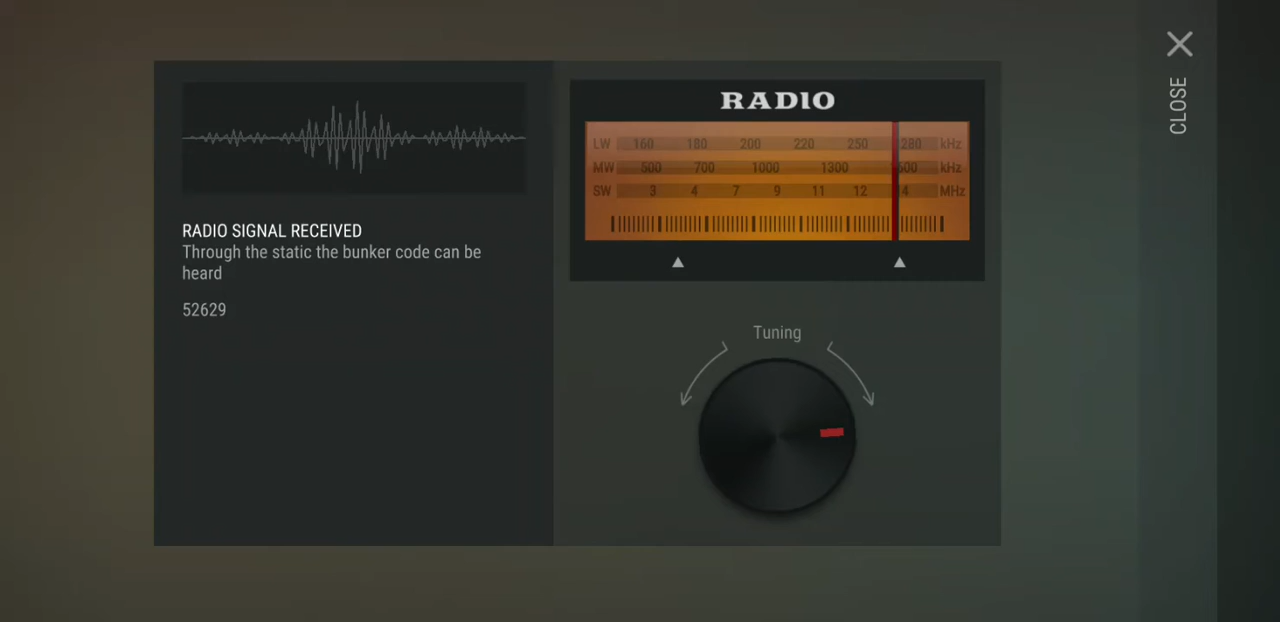 RADIO SIGNAL RECEIVED
Through the static the bunker code can be
heard
52629
RADIO
LW 160 180 200 220 250 280 kHz
MW 500 700 1000 1300 600 kHz
SW 3 4 7 9 11 12 4 MHz
Tuning
CLOSE